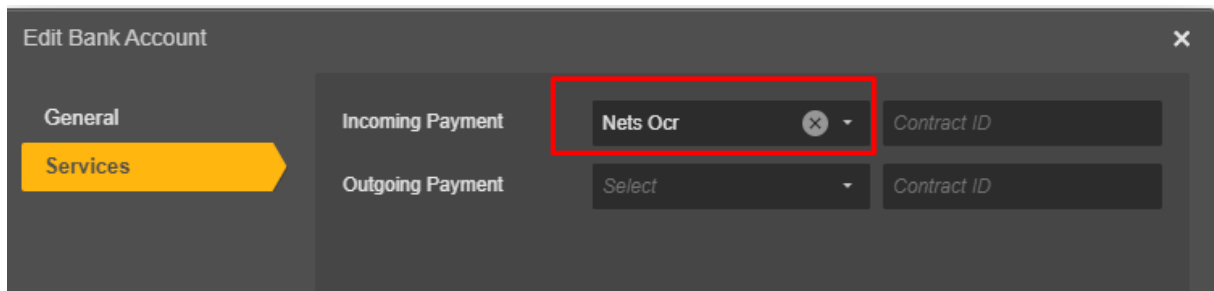 Edit Bank Account
General
Services
Incoming Payment Nets Ocr Contract ID
Outgoing Payment Select Contract ID